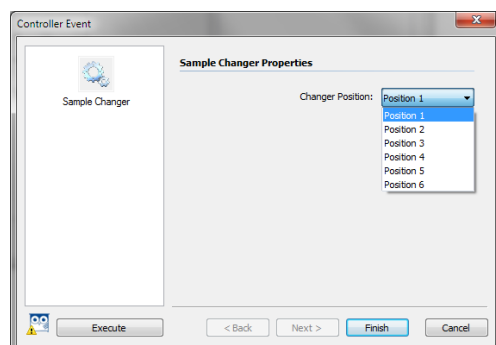 Controller Event
Sample Changer
Sample Changer Properties
Changer Position: Position 1
Position 1
Position 2
Position 3
Position 4
Position 5
Position 6
Execute
< Back
Next >
Finish
Cancel